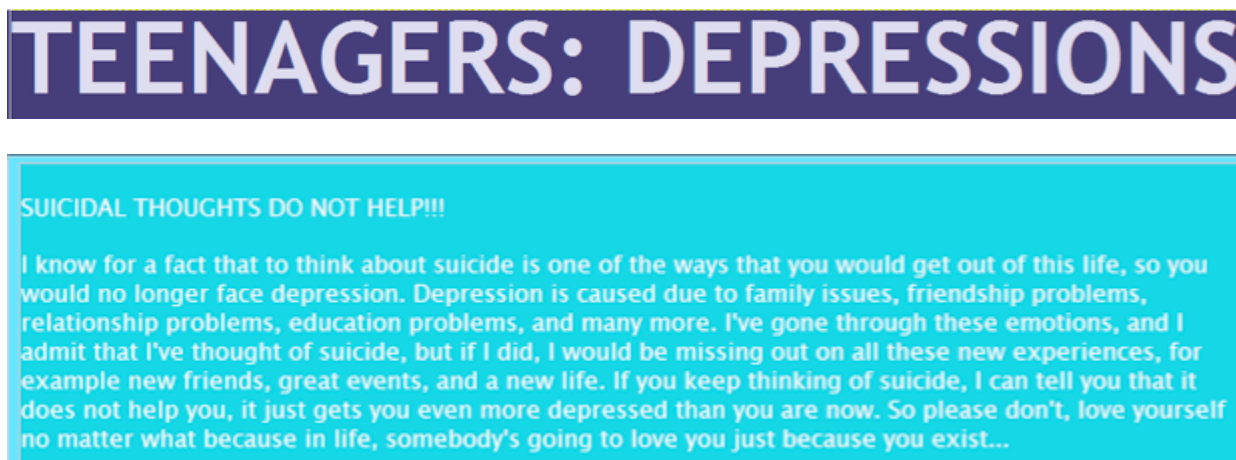 TEENAGERS: DEPRESSIONS
SUICIDAL THOUGHTS DO NOT HELP!!!
I know for a fact that to think about suicide is one of the ways that you would get out of this life, so you
would no longer face depression. Depression is caused due to family issues, friendship problems,
relationship problems, education problems, and many more. I've gone through these emotions, and I
admit that I've thought of suicide, but if I did, I would be missing out on all these new experiences, for
example new friends, great events, and a new life. If you keep thinking of suicide, I can tell you that it
does not help you, it just gets you even more depressed than you are now. So please don't, love yourself
no matter what because in life, somebody's going to love you just because you exist...